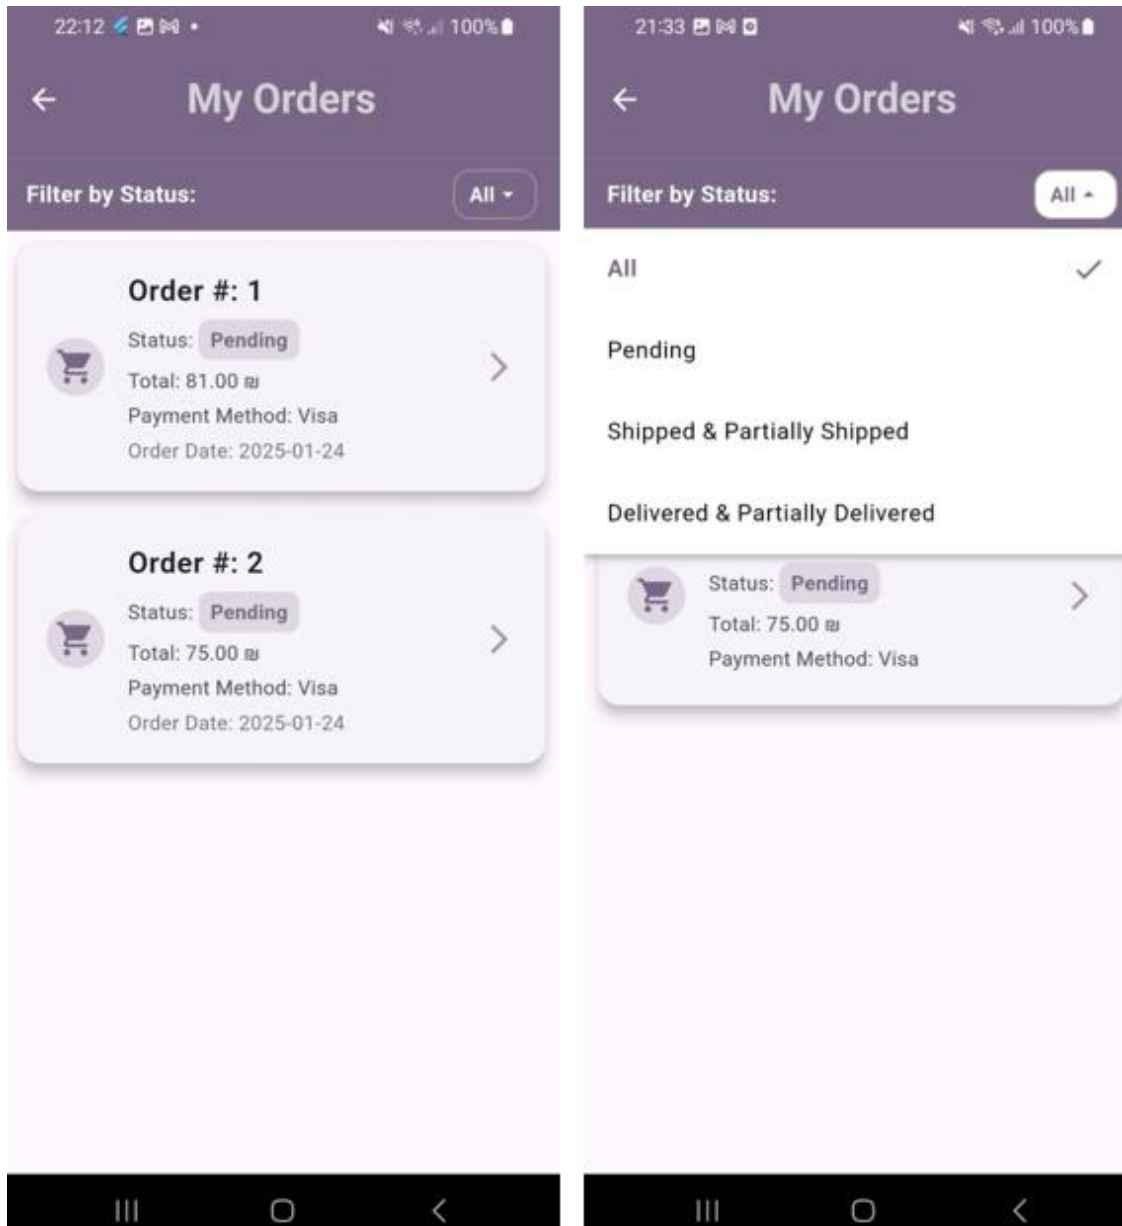 22:12
100%
My Orders
Filter by Status:
All
Order #: 1
Status: Pending
Total: 81.00 ₪
Payment Method: Visa
Order Date: 2025-01-24
Order #: 2
Status: Pending
Total: 75.00 ₪
Payment Method: Visa
Order Date: 2025-01-24
21:33
100%
My Orders
Filter by Status:
All
All
Pending
Shipped & Partially Shipped
Delivered & Partially Delivered
Status: Pending
Total: 75.00 ₪
Payment Method: Visa